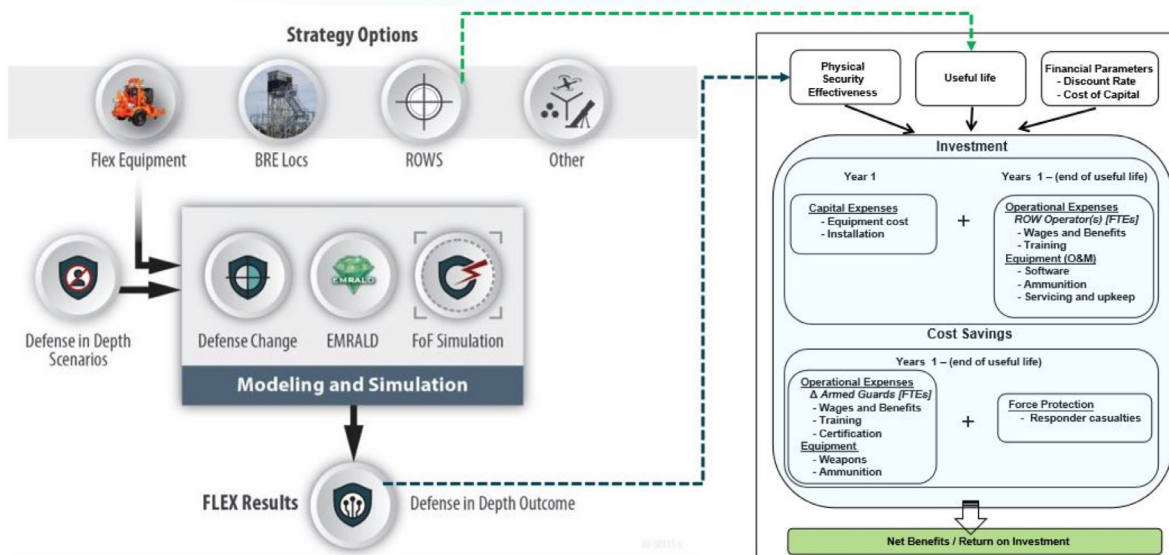 Strategy Options
Flex Equipment
BRE Locs
ROWS
Other
Defense in Depth
Scenarios
Defense Change
EMRALD
EMRALD
FoF Simulation
Modeling and Simulation
FLEX Results
Defense in Depth Outcome
Physical
Security
Effectiveness
Useful life
Financial Parameters
- Discount Rate
- Cost of Capital
Investment
Year 1
Capital Expenses
- Equipment cost
- Installation
+
Years 1 – (end of useful life)
Operational Expenses
ROW Operator(s) [FTEs]
- Wages and Benefits
- Training
Equipment (O&M)
- Software
- Ammunition
- Servicing and upkeep
Cost Savings
Years 1 – (end of useful life)
Operational Expenses
Δ Armed Guards [FTEs]
- Wages and Benefits
- Training
- Certification
Equipment
- Weapons
- Ammunition
+
Force Protection
- Responder casualties
Net Benefits / Return on Investment